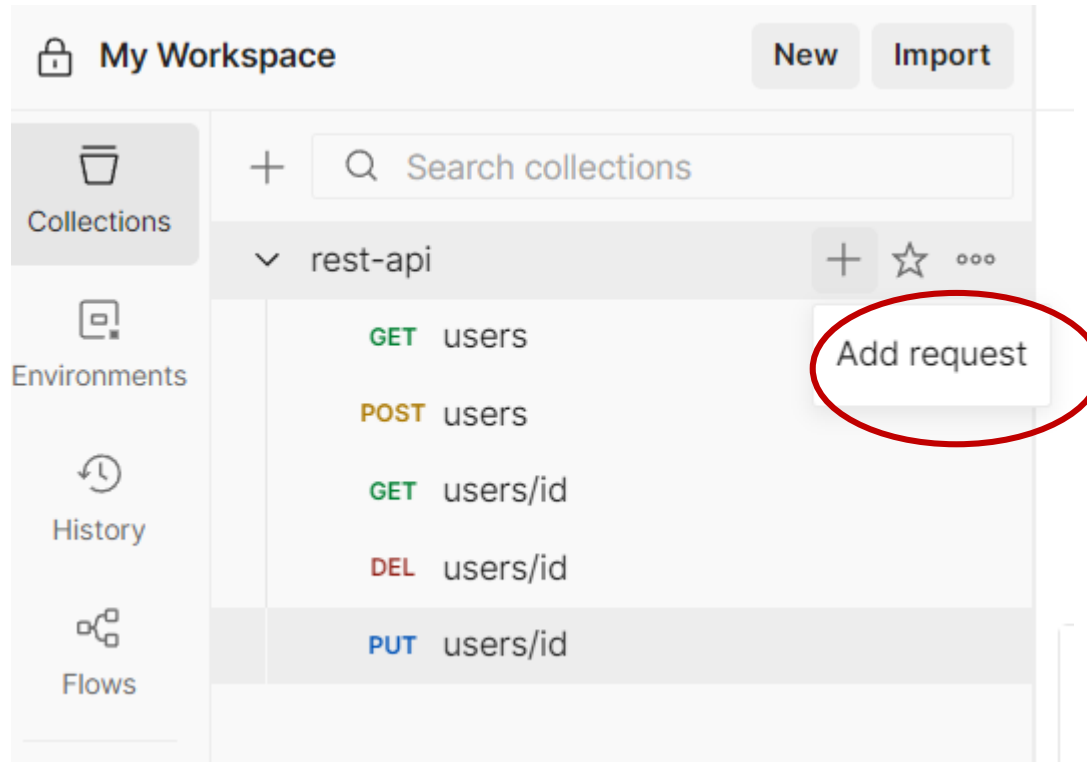 My Workspace
New
Import
Collections
Search collections
rest-api
Add request
GET users
Environments
POST users
GET users/id
History
DEL users/id
PUT users/id
Flows